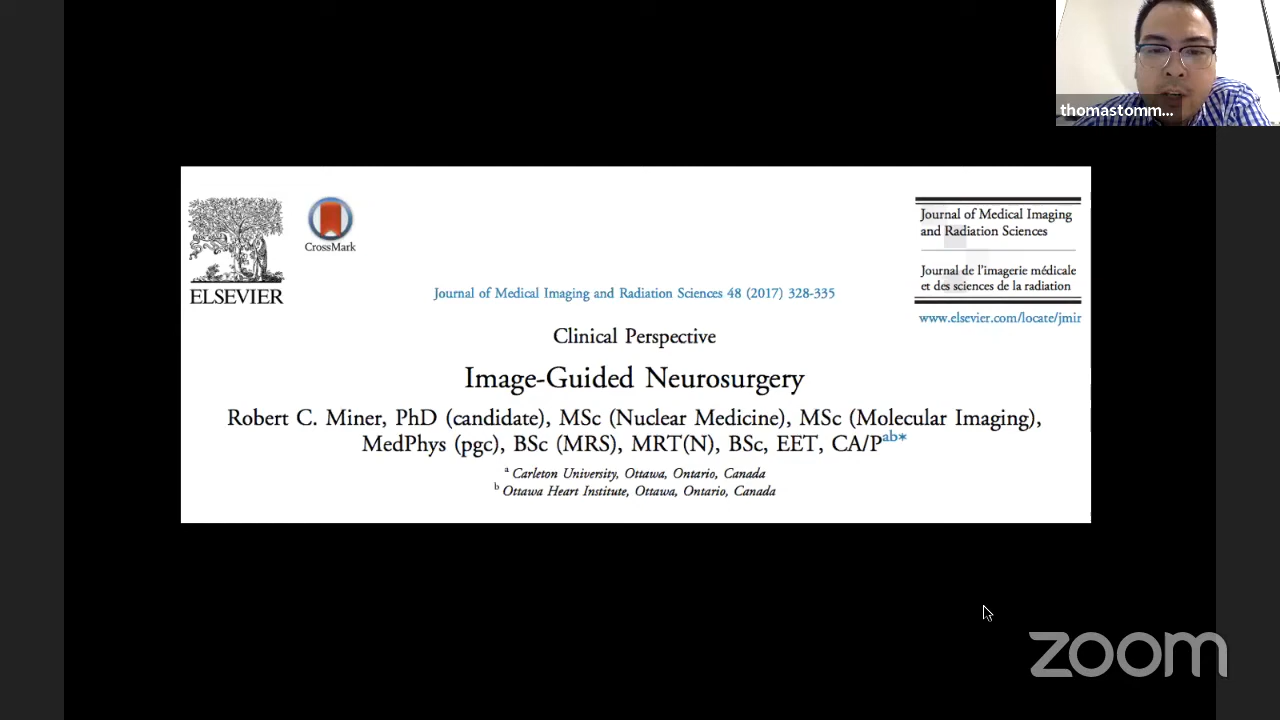 thomastomm...
ELSEVIER
CrossMark
Journal of Medical Imaging
and Radiation Sciences
Journal de l'imagerie médicale
et des sciences de la radiation
www.elsevier.com/locate/jmir
Journal of Medical Imaging and Radiation Sciences 48 (2017) 328-335
Clinical Perspective
Image-Guided Neurosurgery
Robert C. Miner, PhD (candidate), MSc (Nuclear Medicine), MSc (Molecular Imaging),
MedPhys (pgc), BSc (MRS), MRT(N), BSc, EET, CA/Pab*
a Carleton University, Ottawa, Ontario, Canada
b Ottawa Heart Institute, Ottawa, Ontario, Canada
zoom